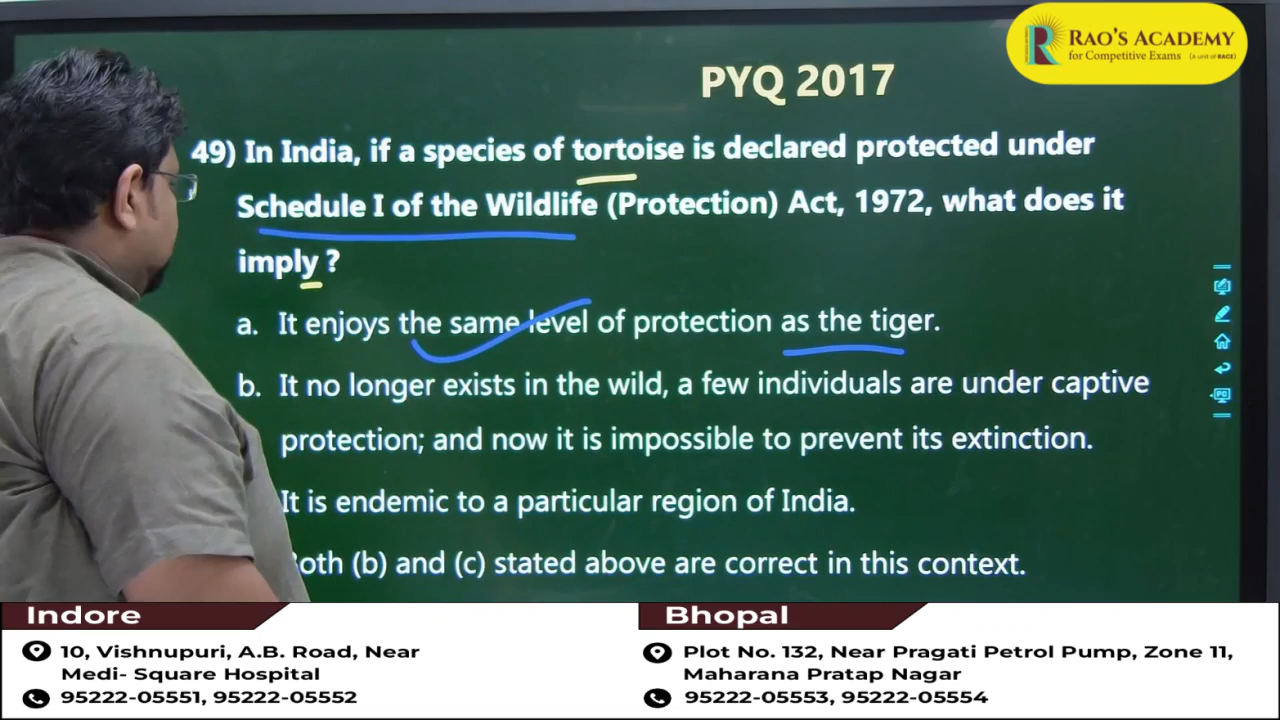 RAO'S ACADEMY
for Competitive Exams (A unit of RACE)
PYQ 2017
49) In India, if a species of tortoise is declared protected under
Schedule I of the Wildlife (Protection) Act, 1972, what does it
imply ?
a. It enjoys the same level of protection as the tiger.
b. It no longer exists in the wild, a few individuals are under captive
protection; and now it is impossible to prevent its extinction.
It is endemic to a particular region of India.
(b) and (c) stated above are correct in this context.
Indore
10, Vishnupuri, A.B. Road, Near
Medi- Square Hospital
95222-05551, 95222-05552
Bhopal
Plot No. 132, Near Pragati Petrol Pump, Zone 11,
Maharana Pratap Nagar
95222-05553, 95222-05554